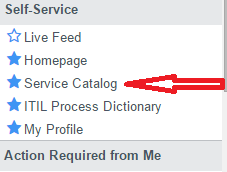 Self-Service
Live Feed
Homepage
Service Catalog
ITIL Process Dictionary
My Profile
Action Required from Me